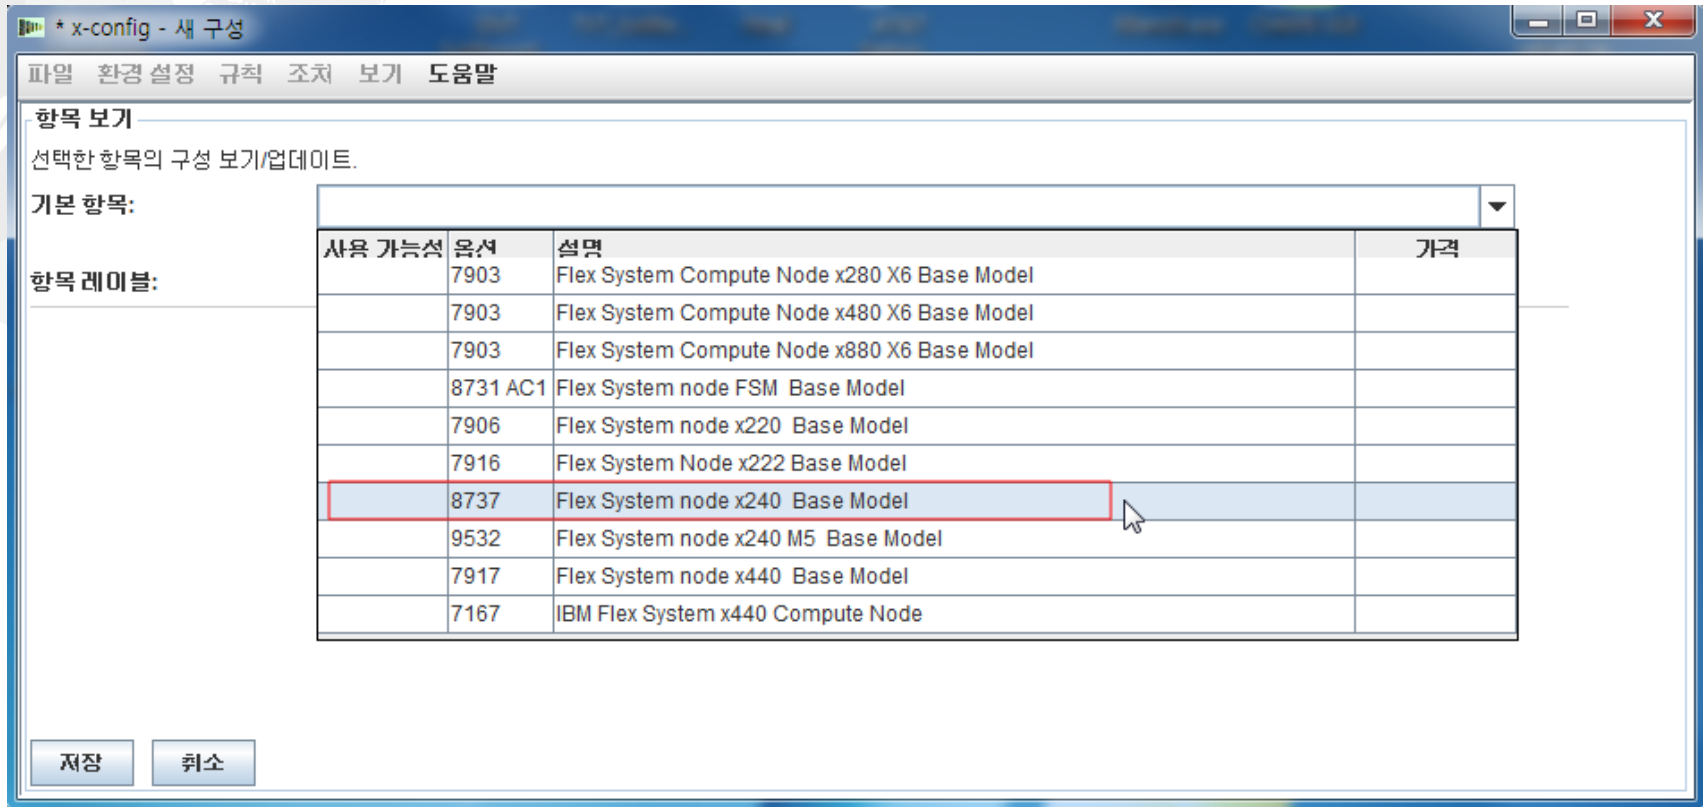 * x-config - 새 구성
파일 환경 설정 규칙 조치 보기 도움말
항목 보기
선택한 항목의 구성 보기/업데이트.
기본 항목:
사용 가능성 옵션 설명 가격
항목 레이블:
7903 Flex System Compute Node x280 X6 Base Model
7903 Flex System Compute Node x480 X6 Base Model
7903 Flex System Compute Node x880 X6 Base Model
8731 AC1 Flex System node FSM Base Model
7906 Flex System node x220 Base Model
7916 Flex System Node x222 Base Model
8737 Flex System node x240 Base Model
9532 Flex System node x240 M5 Base Model
7917 Flex System node x440 Base Model
7167 IBM Flex System x440 Compute Node
저장 취소